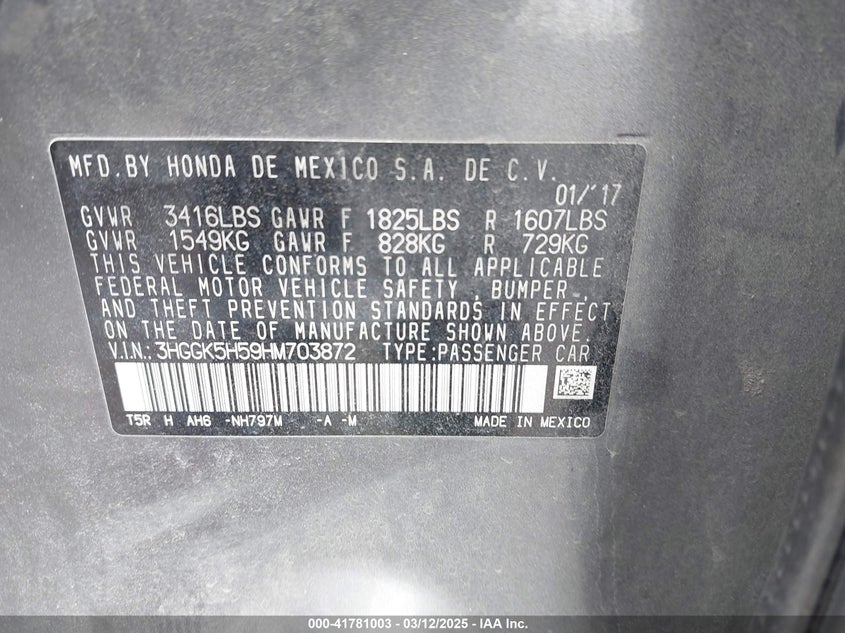 MFD.BY HONDA DE MEXICO S.A. DE C.V.
01/'17
GVWR 3416LBS GAWR F 1825LBS R 1607LBS
GVWR 1549KG GAWR F 828KG R 729KG
THIS VEHICLE CONFORMS TO ALL APPLICABLE
FEDERAL MOTOR VEHICLE SAFETY , BUMPER ,
AND THEFT PREVENTION STANDARDS IN EFFECT
ON THE DATE OF MANUFACTURE SHOWN ABOVE.
V.I.N.: 3HGGK5H59HM703872 TYPE:PASSENGER CAR
T5R H AH6 -NH797M -A -M MADE IN MEXICO
000-41781003 - 03/12/2025 - IAA Inc.